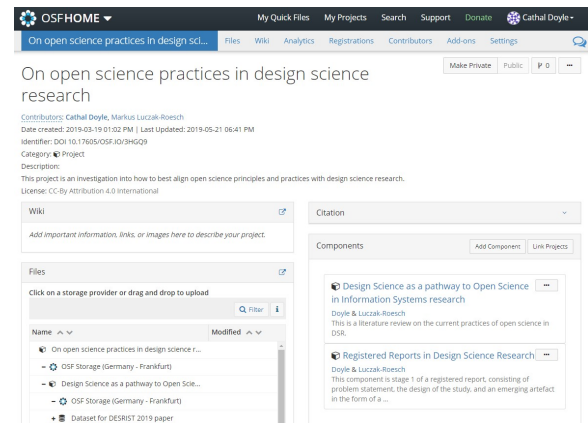 OSFHOME
My Quick Files My Projects Search Support Donate Cathal Doyle
On open science practices in design sci... Files Wiki Analytics Registrations Contributors Add-ons Settings
On open science practices in design science
research
Make Private Public 0 ...
Contributors: Cathal Doyle, Markus Luczak-Roesch
Date created: 2019-03-19 01:02 PM | Last Updated: 2019-05-21 06:41 PM
Identifier: DOI 10.17605/OSF.IO/3HGQ9
Category: Project
Description:
This project is an investigation into how to best align open science principles and practices with design science research.
License: CC-By Attribution 4.0 International
Wiki
Add important information, links, or images here to describe your project.
Files
Click on a storage provider or drag and drop to upload
Filter i
Name Modified
On open science practices in design science r...
– OSF Storage (Germany - Frankfurt)
– Design Science as a pathway to Open Scie...
– OSF Storage (Germany - Frankfurt)
+ Dataset for DESRIST 2019 paper
Citation
Components Add Component Link Projects
Design Science as a pathway to Open Science ...
in Information Systems research
Doyle & Luczak-Roesch
This is a literature review on the current practices of open science in
DSR.
Registered Reports in Design Science Research ...
Doyle & Luczak-Roesch
This component is stage 1 of a registered report, consisting of
problem statement, the design of the study, and an emerging artefact
in the form of a ...